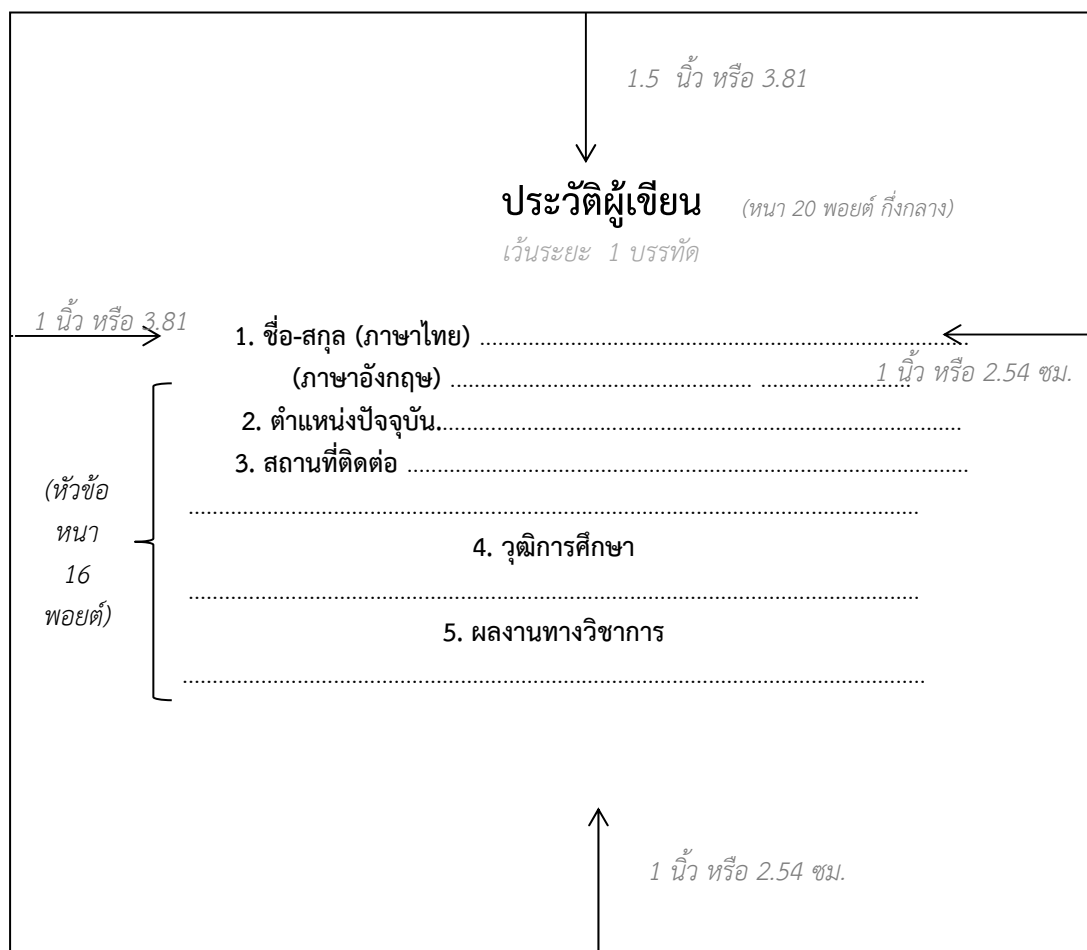 1.5 นิ้ว หรือ 3.81
ประวัติผู้เขียน (หนา 20 พอยต์ กึ่งกลาง)
เว้นระยะ 1 บรรทัด
1 นิ้ว หรือ 3.81
1. ชื่อ-สกุล (ภาษาไทย) ..........................................................................................
1 นิ้ว หรือ 2.54 ซม.
(ภาษาอังกฤษ) ....................................................... ............................
2. ตำแหน่งปัจจุบัน...............................................................................................
3. สถานที่ติดต่อ ......................................................................................................
(หัวข้อ
หนา
16
พอยต์)
.....................................................................................................................................
4. วุฒิการศึกษา
.....................................................................................................................................
5. ผลงานทางวิชาการ
.......................................................................................................................................
1 นิ้ว หรือ 2.54 ซม.